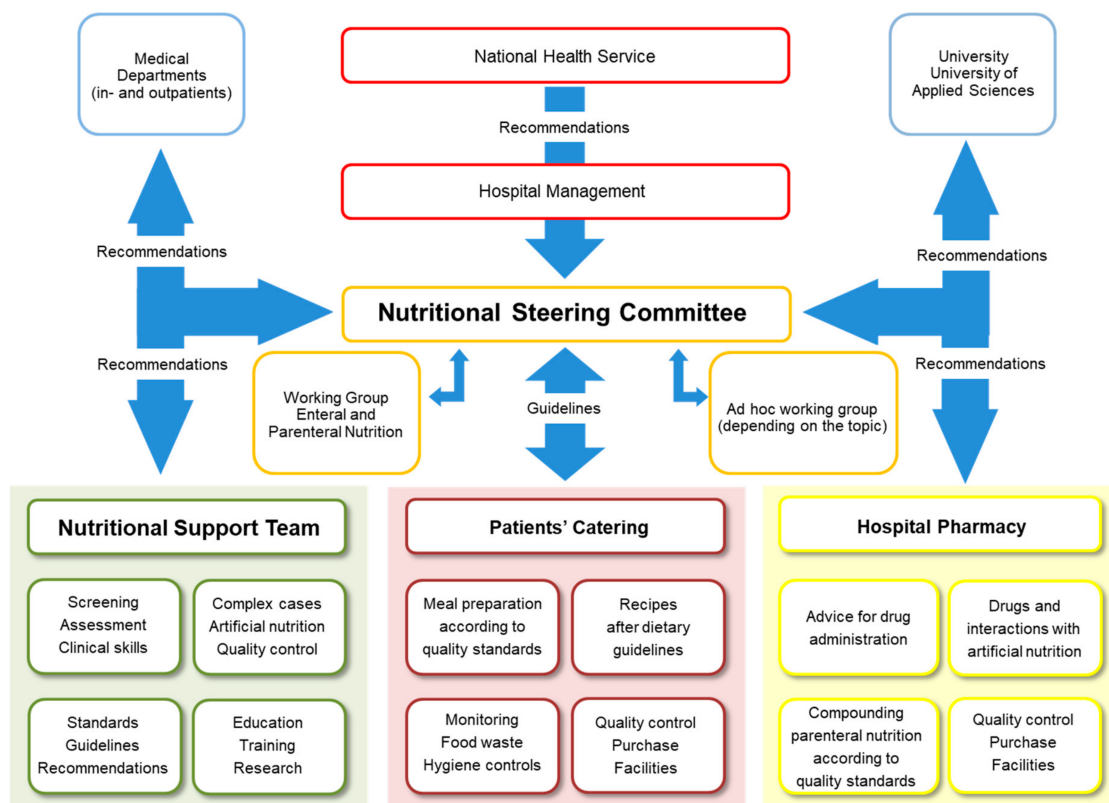 Medical
Departments
(in- and outpatients)
National Health Service
University
University of
Applied Sciences
Recommendations
Hospital Management
Recommendations
Recommendations
Nutritional Steering Committee
Recommendations
Recommendations
Working Group
Enteral and
Parenteral Nutrition
Guidelines
Ad hoc working group
(depending on the topic)
Nutritional Support Team
Screening
Assessment
Clinical skills
Complex cases
Artificial nutrition
Quality control
Standards
Guidelines
Recommendations
Education
Training
Research
Patients’ Catering
Meal preparation
according to
quality standards
Recipes
after dietary
guidelines
Monitoring
Food waste
Hygiene controls
Quality control
Purchase
Facilities
Hospital Pharmacy
Advice for drug
administration
Drugs and
interactions with
artificial nutrition
Compounding
parenteral nutrition
according to
quality standards
Quality control
Purchase
Facilities